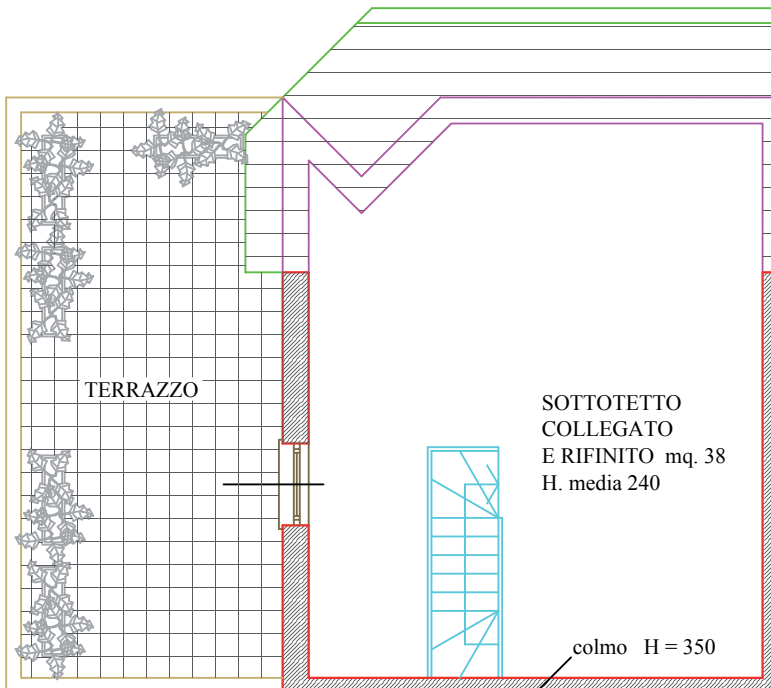 TERRAZZO
SOTTOTETTO
COLLEGATO
E RIFINITO mq. 38
H. media 240
colmo H = 350